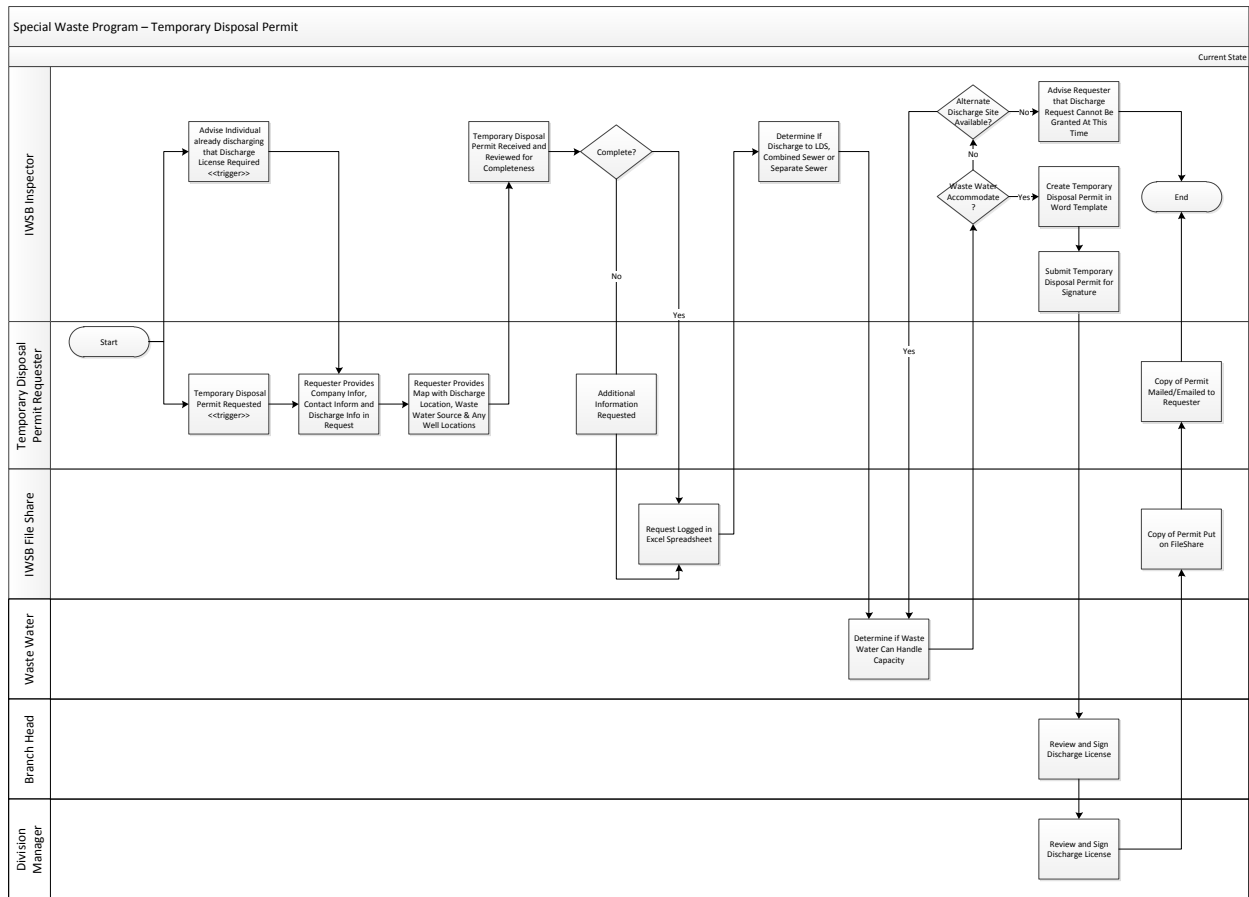 Special Waste Program – Temporary Disposal Permit
Current State
IWSB Inspector
Advise Individual
already discharging
that Discharge
License Required
<<trigger>>
Temporary Disposal
Permit Received and
Reviewed for
Completeness
Complete?
No
Yes
Determine If
Discharge to LDS,
Combined Sewer or
Separate Sewer
Alternate
Discharge Site
Available?
No
Advise Requester
that Discharge
Request Cannot Be
Granted At This
Time
No
Waste Water
Accommodate
?
Yes
Create Temporary
Disposal Permit in
Word Template
End
Submit Temporary
Disposal Permit for
Signature
Temporary Disposal
Permit Requester
Start
Temporary Disposal
Permit Requested
<<trigger>>
Requester Provides
Company Infor,
Contact Inform and
Discharge Info in
Request
Requester Provides
Map with Discharge
Location, Waste
Water Source & Any
Well Locations
Additional
Information
Requested
Yes
Copy of Permit
Mailed/Emailed to
Requester
IWSB File Share
Request Logged in
Excel Spreadsheet
Copy of Permit Put
on FileShare
Waste Water
Determine if Waste
Water Can Handle
Capacity
Branch Head
Review and Sign
Discharge License
Division
Manager
Review and Sign
Discharge License